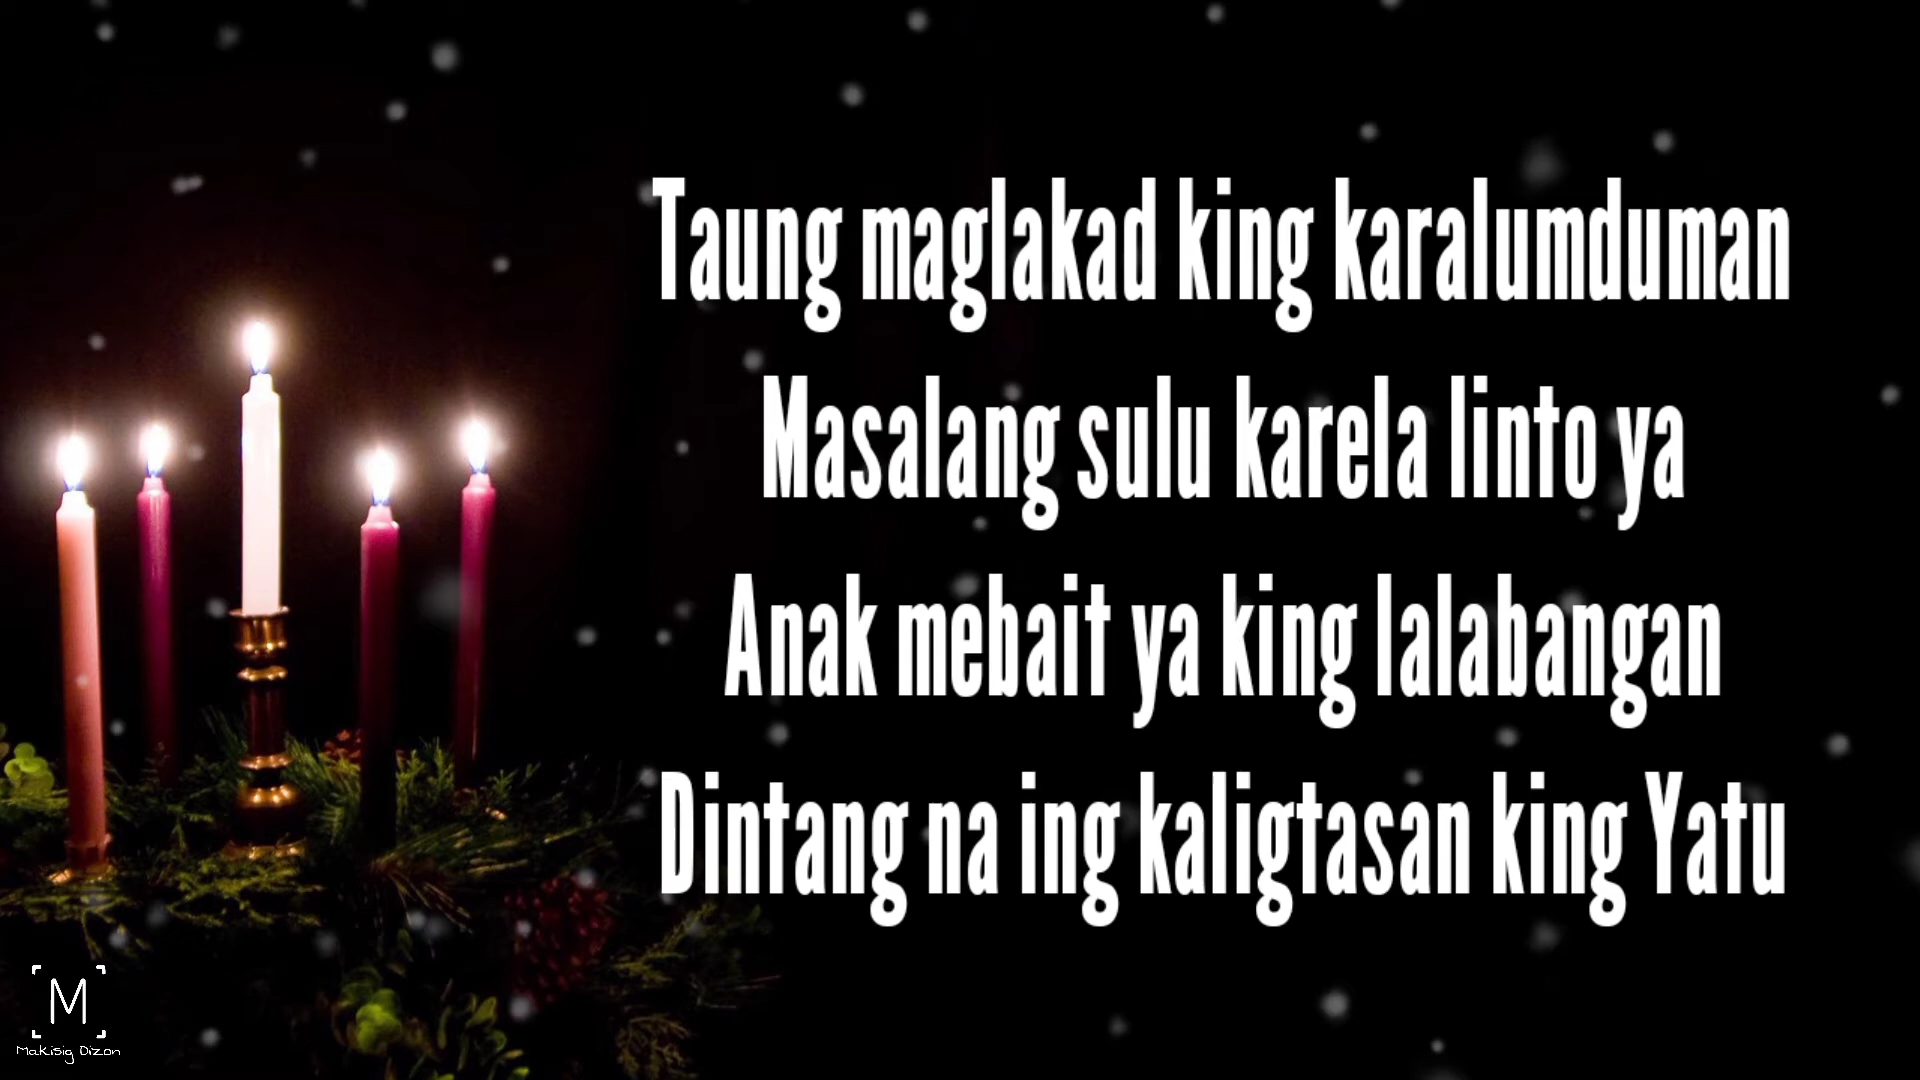 Taung maglakad king karalumduman
Masalang sulu karela linto ya
Anak mebait ya king lalabangan
Dintang na ing kaligtasan king Yatu
M
Makisig Dizon